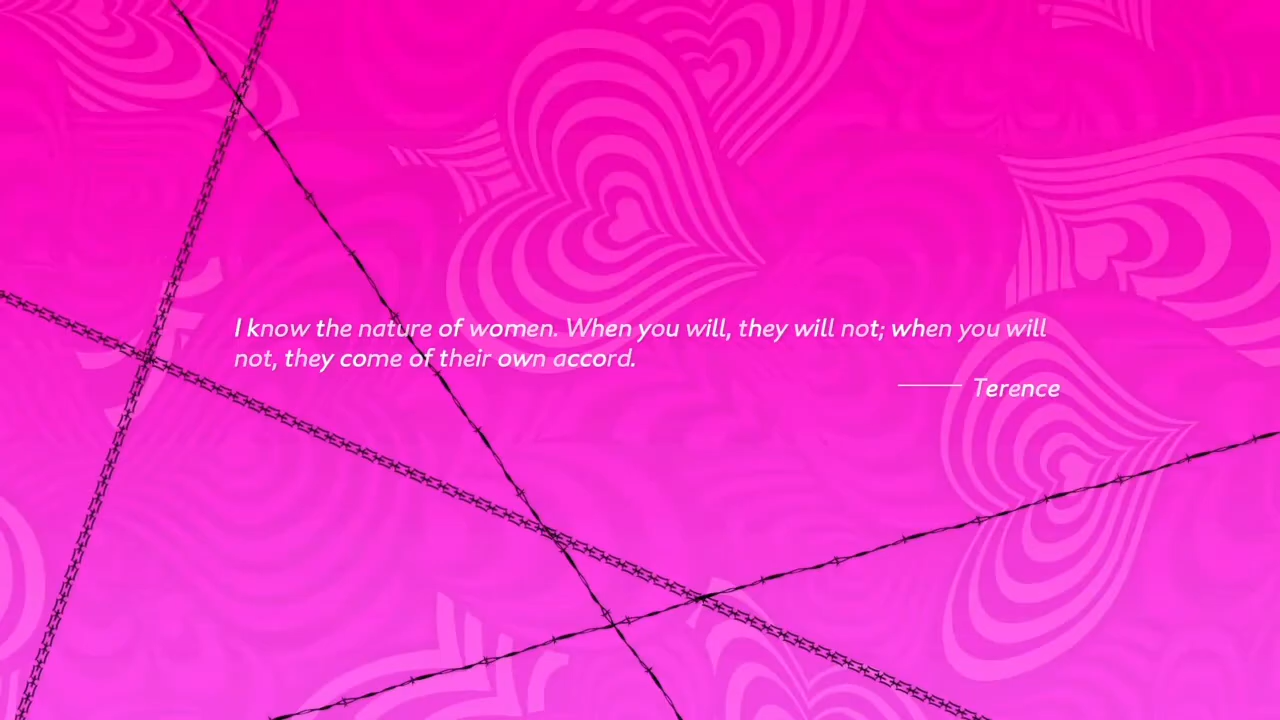 I know the nature of women. When you will, they will not; when you will
not, they come of their own accord.
—— Terence